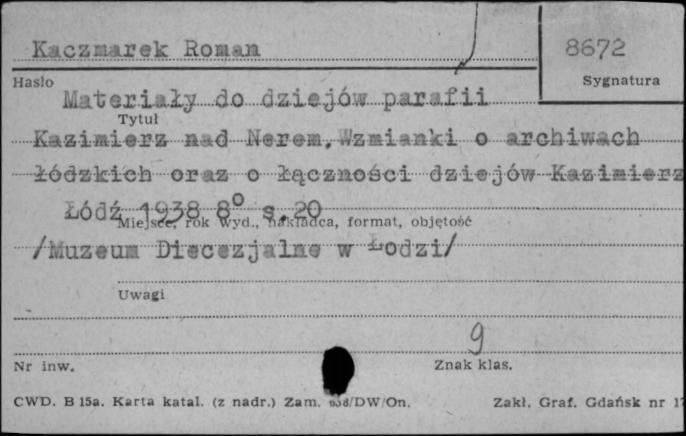 Kaczmarek Roman
8672
Hasło
Sygnatura
Materiały do dziejów parafii
Tytuł
Kazimierz nad Nerem. Wzmianki o archiwach
łódzkich oraz o łączności dziejów Kazimierz
Łódź 1938 8° s. 20
Miejsce, rok wyd., nakładca, format, objętość
/Muzeum Diecezjalne w Łodzi/
Uwagi
9
Nr inw.
Znak klas.
CWD. B 15a. Karta katal. (z nadr.) Zam. /DW/On.
Zakł. Graf. Gdańsk nr